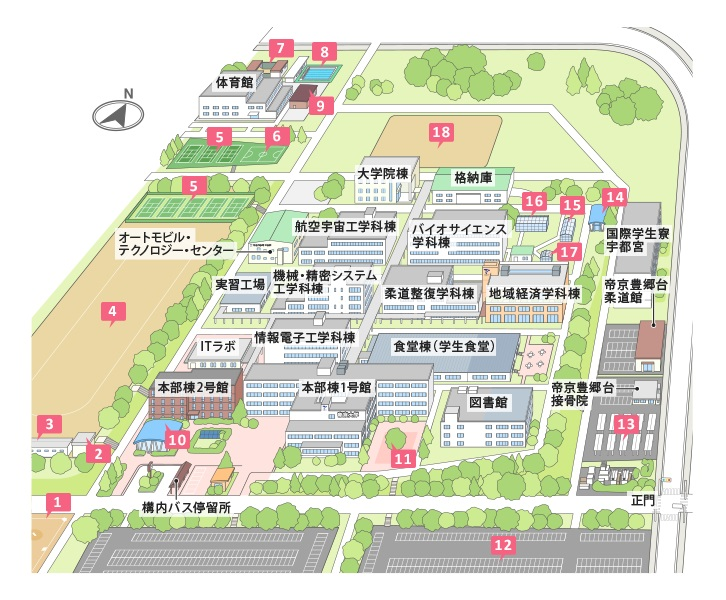 7
8
体育館
N
9
5
6
18
大学院棟
格納庫
5
16
15
14
航空宇宙工学科棟
バイオサイエンス
学科棟
国際学生寮
宇都宮
オートモビル・
テクノロジー・センター
17
機械・精密システム
工学科棟
実習工場
柔道整復学科棟
地域経済学科棟
帝京豊郷台
柔道館
4
情報電子工学科棟
ITラボ
食堂棟(学生食堂)
本部棟2号館
本部棟1号館
帝京豊郷台
接骨院
図書館
3
2
10
11
13
1
構内バス停留所
正門
12